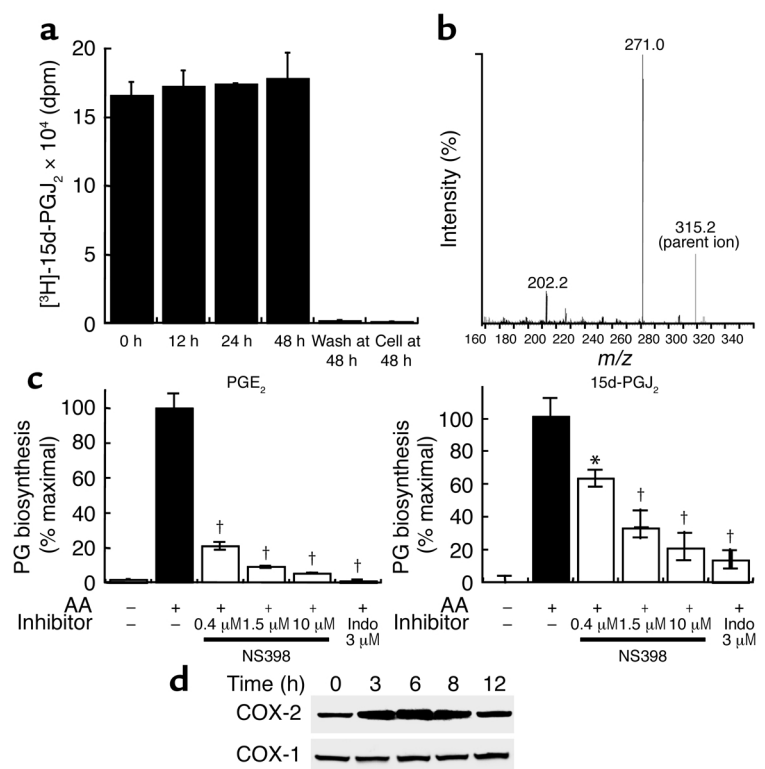 a
[³H]-15d-PGJ₂ × 10⁴ (dpm)
20
15
10
5
0
0 h 12 h 24 h 48 h Wash at 48 h Cell at 48 h
b
Intensity (%)
271.0
315.2
(parent ion)
202.2
160 180 200 220 240 260 280 300 320 340
m/z
c
PGE₂
PG biosynthesis
(% maximal)
100
80
60
40
20
0
† † † †
AA – + + + + +
Inhibitor – – 0.4 µM 1.5 µM 10 µM Indo 3 µM
NS398
15d-PGJ₂
PG biosynthesis
(% maximal)
100
80
60
40
20
0
* † † †
– + + + + +
– – 0.4 µM 1.5 µM 10 µM Indo 3 µM
NS398
d
Time (h) 0 3 6 8 12
COX-2
COX-1